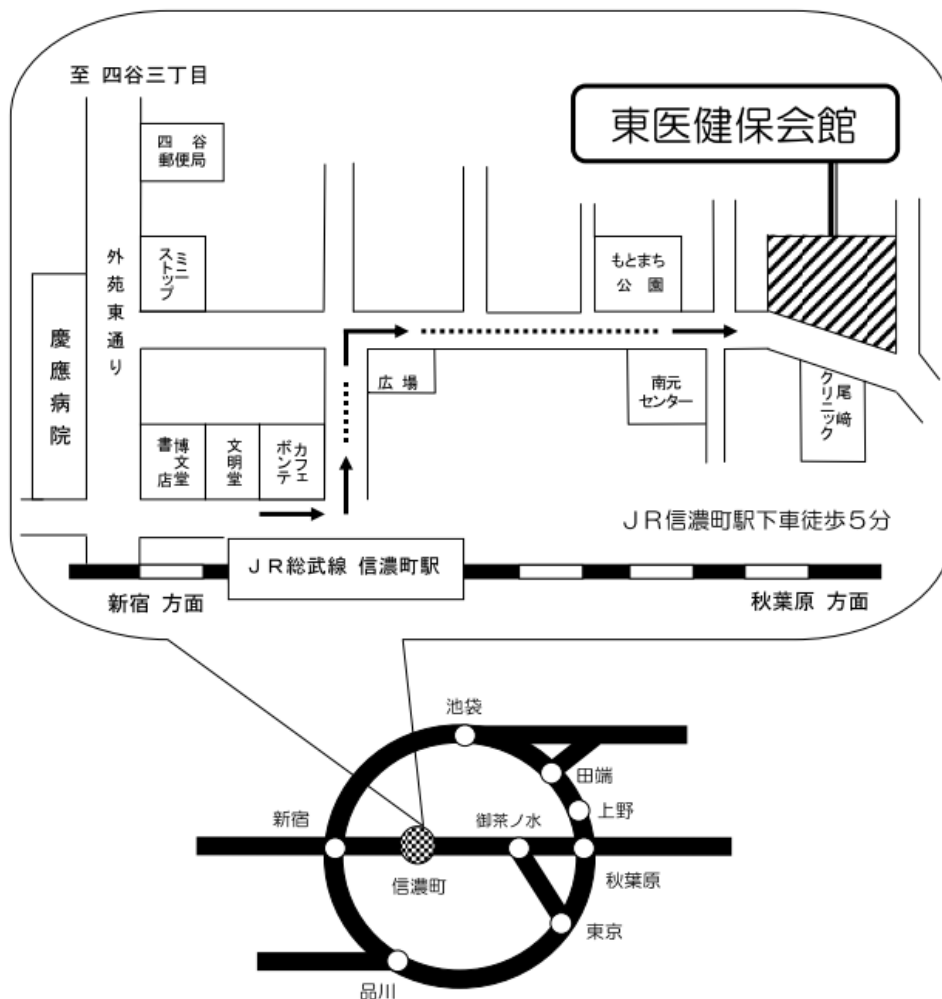 至 四谷三丁目
東医健保会館
四 谷
郵便局
外苑東通り
ミニ
ストップ
もとまち
公 園
慶應病院
広 場
南元
センター
尾﨑
クリニック
博文堂
書店
文明堂
カフェ
ボンテ
ＪＲ信濃町駅下車徒歩５分
ＪＲ総武線 信濃町駅
新宿 方面
秋葉原 方面
池袋
田端
上野
新宿
御茶ノ水
信濃町
秋葉原
東京
品川